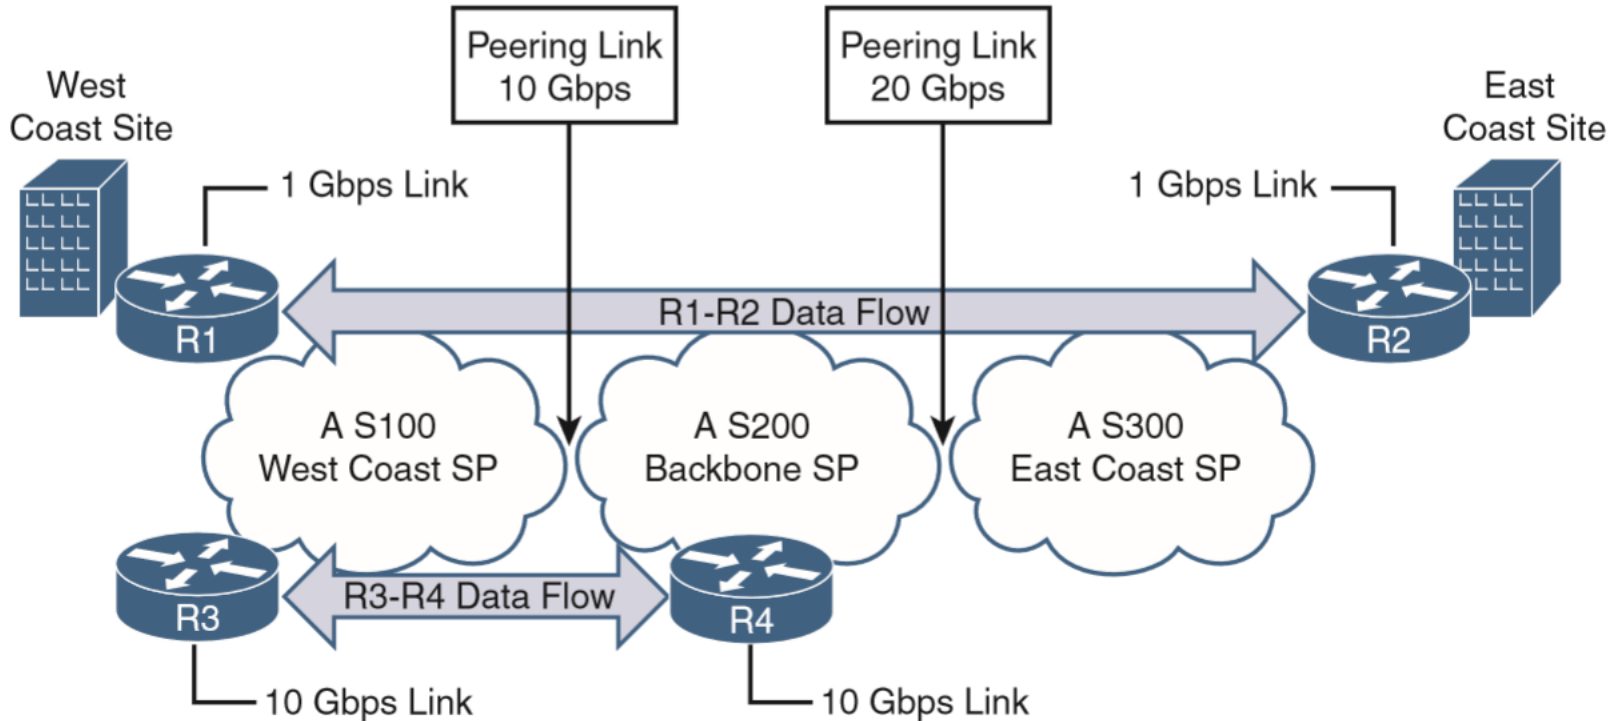 Peering Link
10 Gbps
Peering Link
20 Gbps
West
Coast Site
East
Coast Site
1 Gbps Link
1 Gbps Link
R1-R2 Data Flow
R1
R2
A S100
West Coast SP
A S200
Backbone SP
A S300
East Coast SP
R3-R4 Data Flow
R3
R4
10 Gbps Link
10 Gbps Link